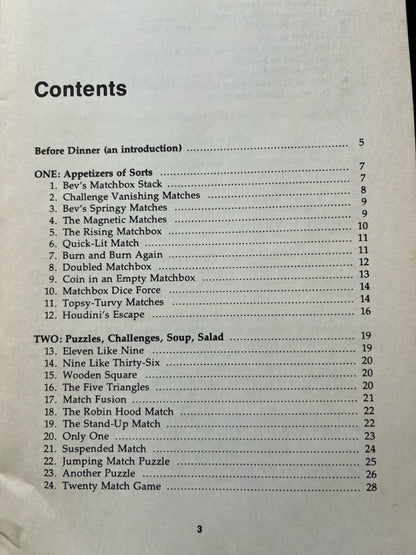 Contents
Before Dinner (an introduction) 5
ONE: Appetizers of Sorts 7
1. Bev's Matchbox Stack 7
2. Challenge Vanishing Matches 8
3. Bev's Springy Matches 9
4. The Magnetic Matches 9
5. The Rising Matchbox 10
6. Quick-Lit Match 11
7. Burn and Burn Again 11
8. Doubled Matchbox 12
9. Coin in an Empty Matchbox 13
10. Matchbox Dice Force 14
11. Topsy-Turvy Matches 14
12. Houdini's Escape 16
TWO: Puzzles, Challenges, Soup, Salad 19
13. Eleven Like Nine 19
14. Nine Like Thirty-Six 20
15. Wooden Square 20
16. The Five Triangles 20
17. Match Fusion 21
18. The Robin Hood Match 22
19. The Stand-Up Match 22
20. Only One 23
21. Suspended Match 24
22. Jumping Match Puzzle 25
23. Another Puzzle 26
24. Twenty Match Game 28
3